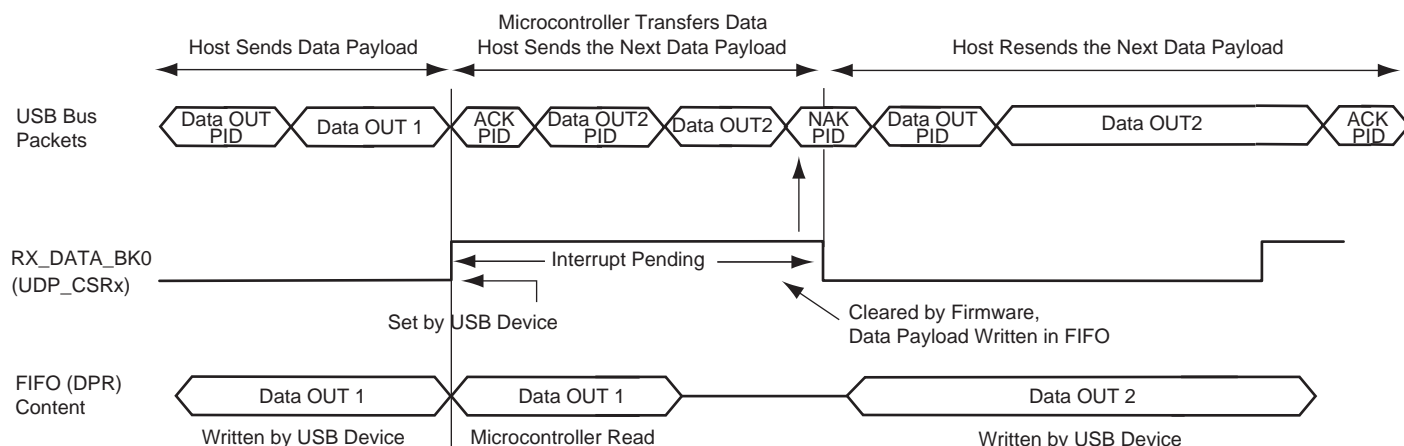 Microcontroller Transfers Data
Host Sends Data Payload
Host Sends the Next Data Payload
Host Resends the Next Data Payload
USB Bus
Packets
Data OUT
PID
Data OUT 1
ACK
PID
Data OUT2
PID
Data OUT2
NAK
PID
Data OUT
PID
Data OUT2
ACK
PID
RX_DATA_BK0
(UDP_CSRx)
Interrupt Pending
Set by USB Device
Cleared by Firmware,
Data Payload Written in FIFO
FIFO (DPR)
Content
Data OUT 1
Data OUT 1
Data OUT 2
Written by USB Device
Microcontroller Read
Written by USB Device